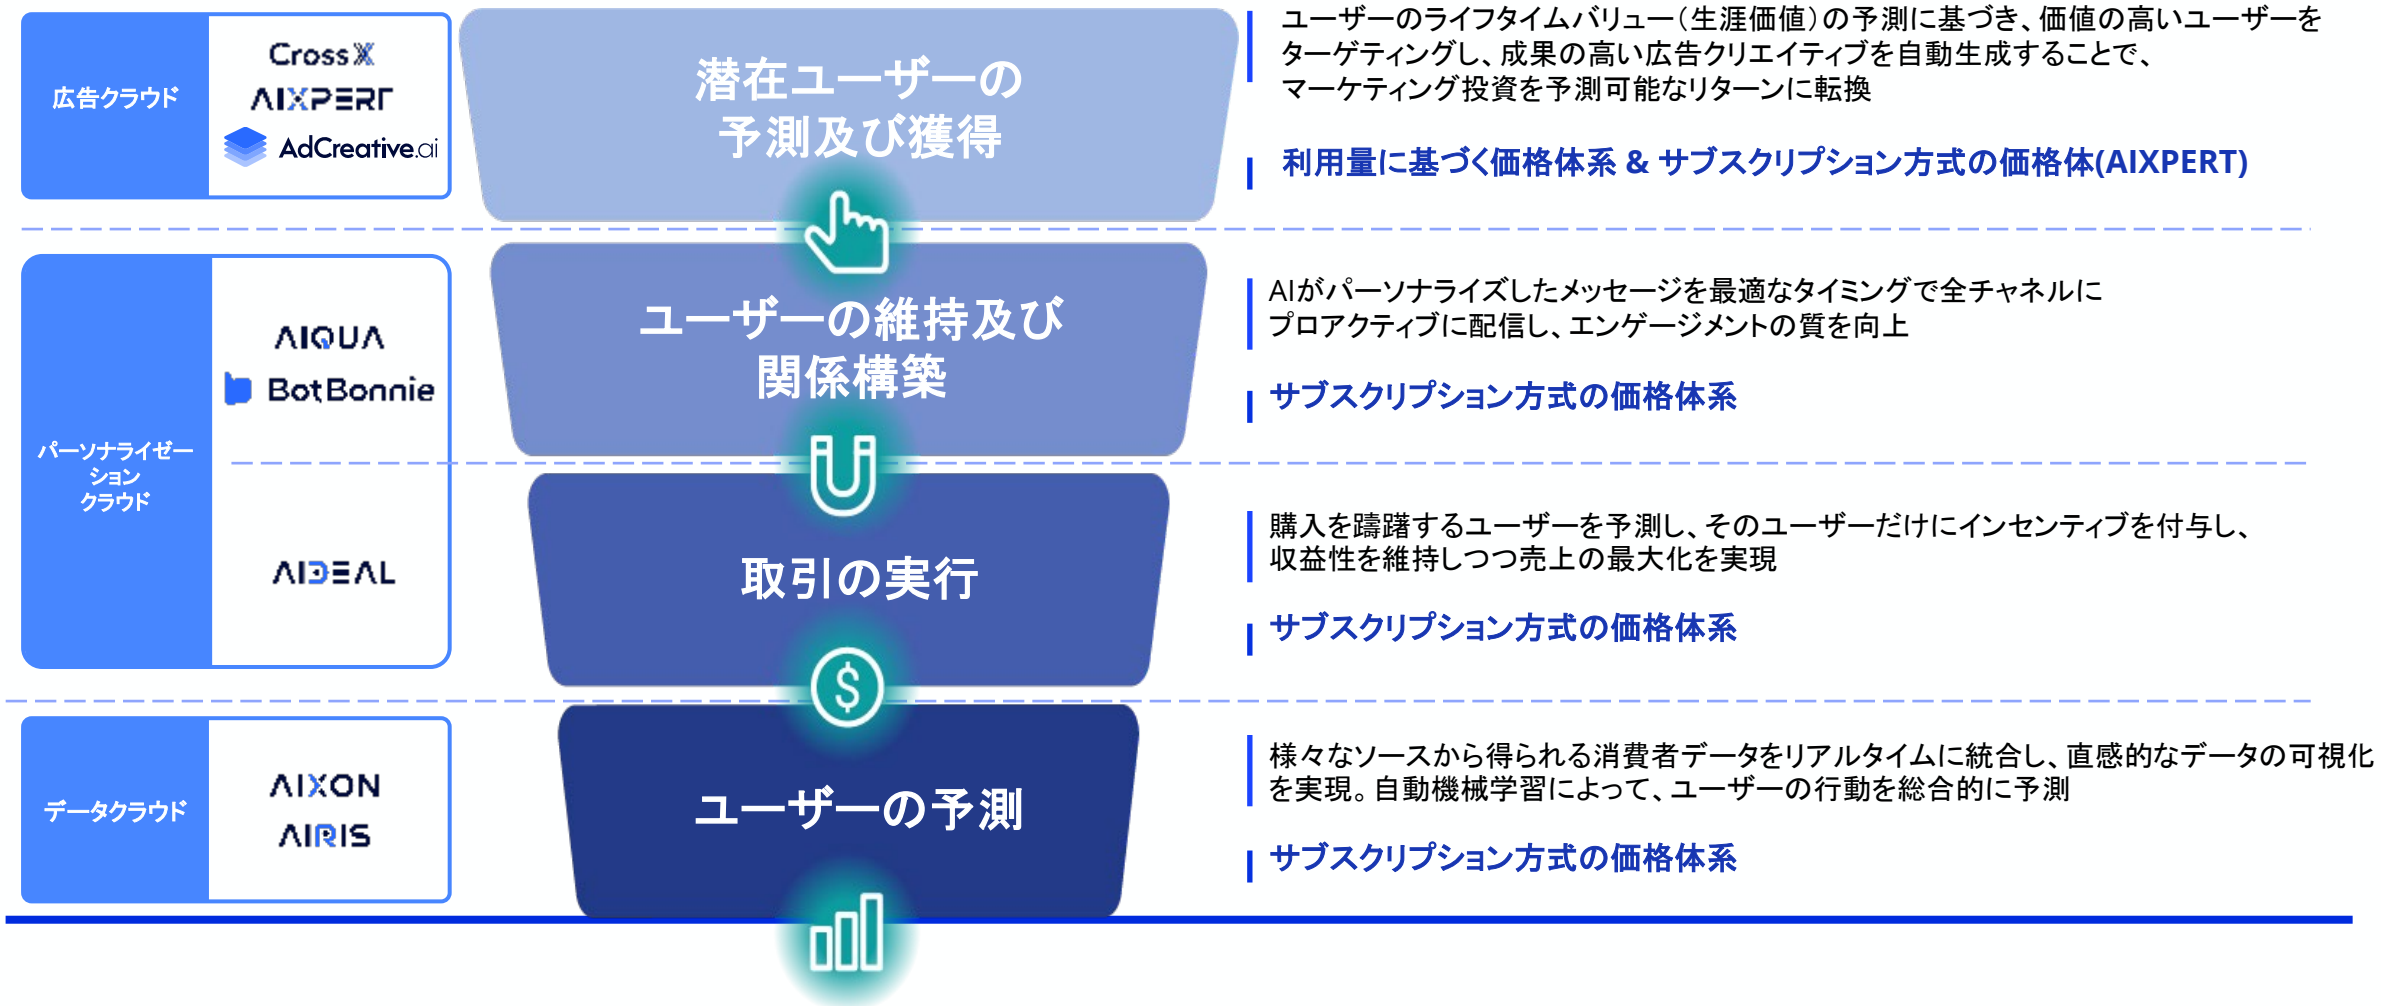 広告クラウド
CrossX
AIXPERT
AdCreative.ai
潜在ユーザーの
予測及び獲得
ユーザーのライフタイムバリュー（生涯価値）の予測に基づき、価値の高いユーザーを
ターゲティングし、成果の高い広告クリエイティブを自動生成することで、
マーケティング投資を予測可能なリターンに転換
利用量に基づく価格体系 & サブスクリプション方式の価格体(AIXPERT)
パーソナライゼー
ション
クラウド
AIQUA
BotBonnie
ユーザーの維持及び
関係構築
AIがパーソナライズしたメッセージを最適なタイミングで全チャネルに
プロアクティブに配信し、エンゲージメントの質を向上
サブスクリプション方式の価格体系
AIDEAL
取引の実行
$
購入を躊躇するユーザーを予測し、そのユーザーだけにインセンティブを付与し、
収益性を維持しつつ売上の最大化を実現
サブスクリプション方式の価格体系
データクラウド
AIXON
AIRIS
ユーザーの予測
様々なソースから得られる消費者データをリアルタイムに統合し、直感的なデータの可視化
を実現。自動機械学習によって、ユーザーの行動を総合的に予測
サブスクリプション方式の価格体系